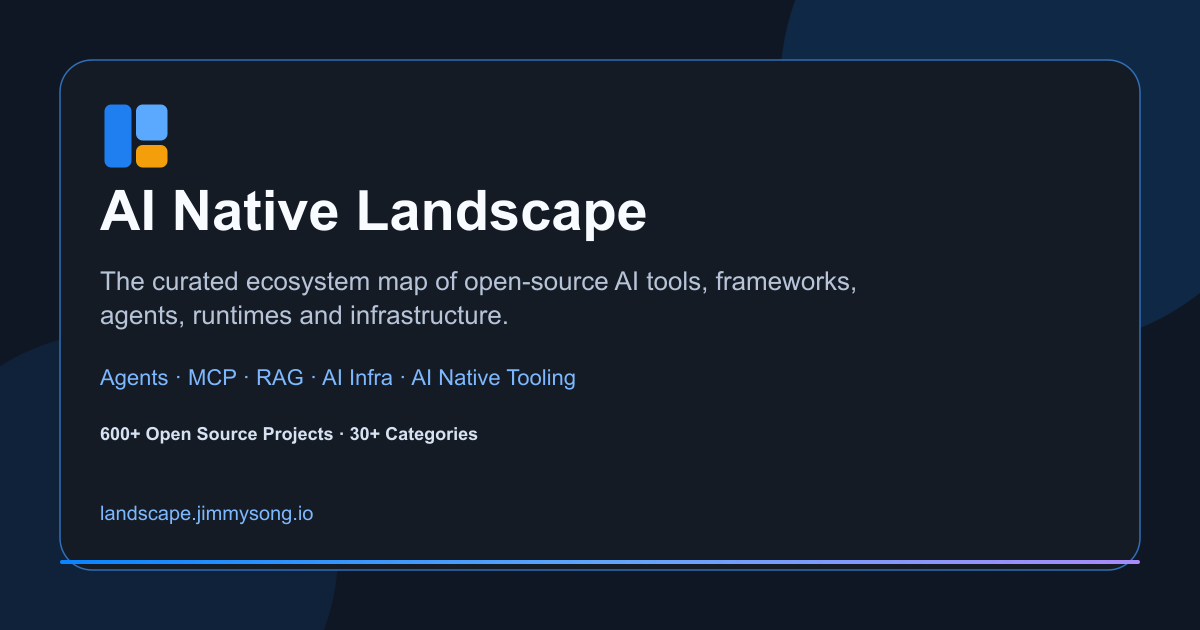 AI Native Landscape
The curated ecosystem map of open-source AI tools, frameworks,
agents, runtimes and infrastructure.
Agents · MCP · RAG · AI Infra · AI Native Tooling
600+ Open Source Projects · 30+ Categories
landscape.jimmysong.io